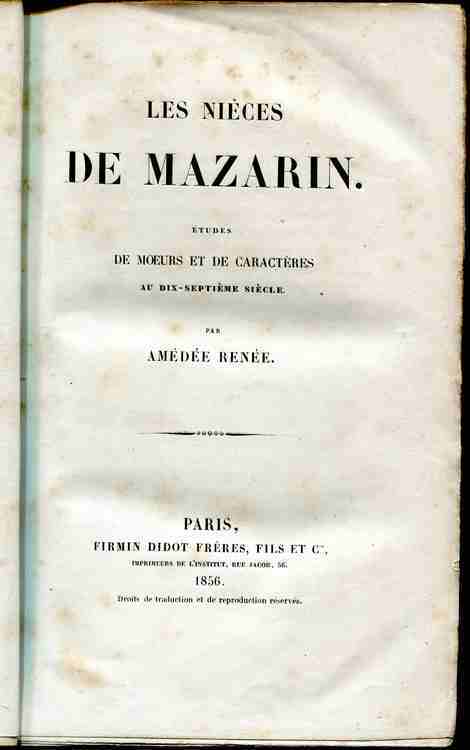 LES NIÈCES
DE MAZARIN.
ÉTUDES
DE MOEURS ET DE CARACTÈRES
AU DIX-SEPTIÈME SIÈCLE.
PAR
AMÉDÉE RENÉE.
PARIS,
FIRMIN DIDOT FRÈRES, FILS ET Cie,
IMPRIMEURS DE L'INSTITUT, RUE JACOB, 56.
1856.
Droits de traduction et de reproduction réservés.